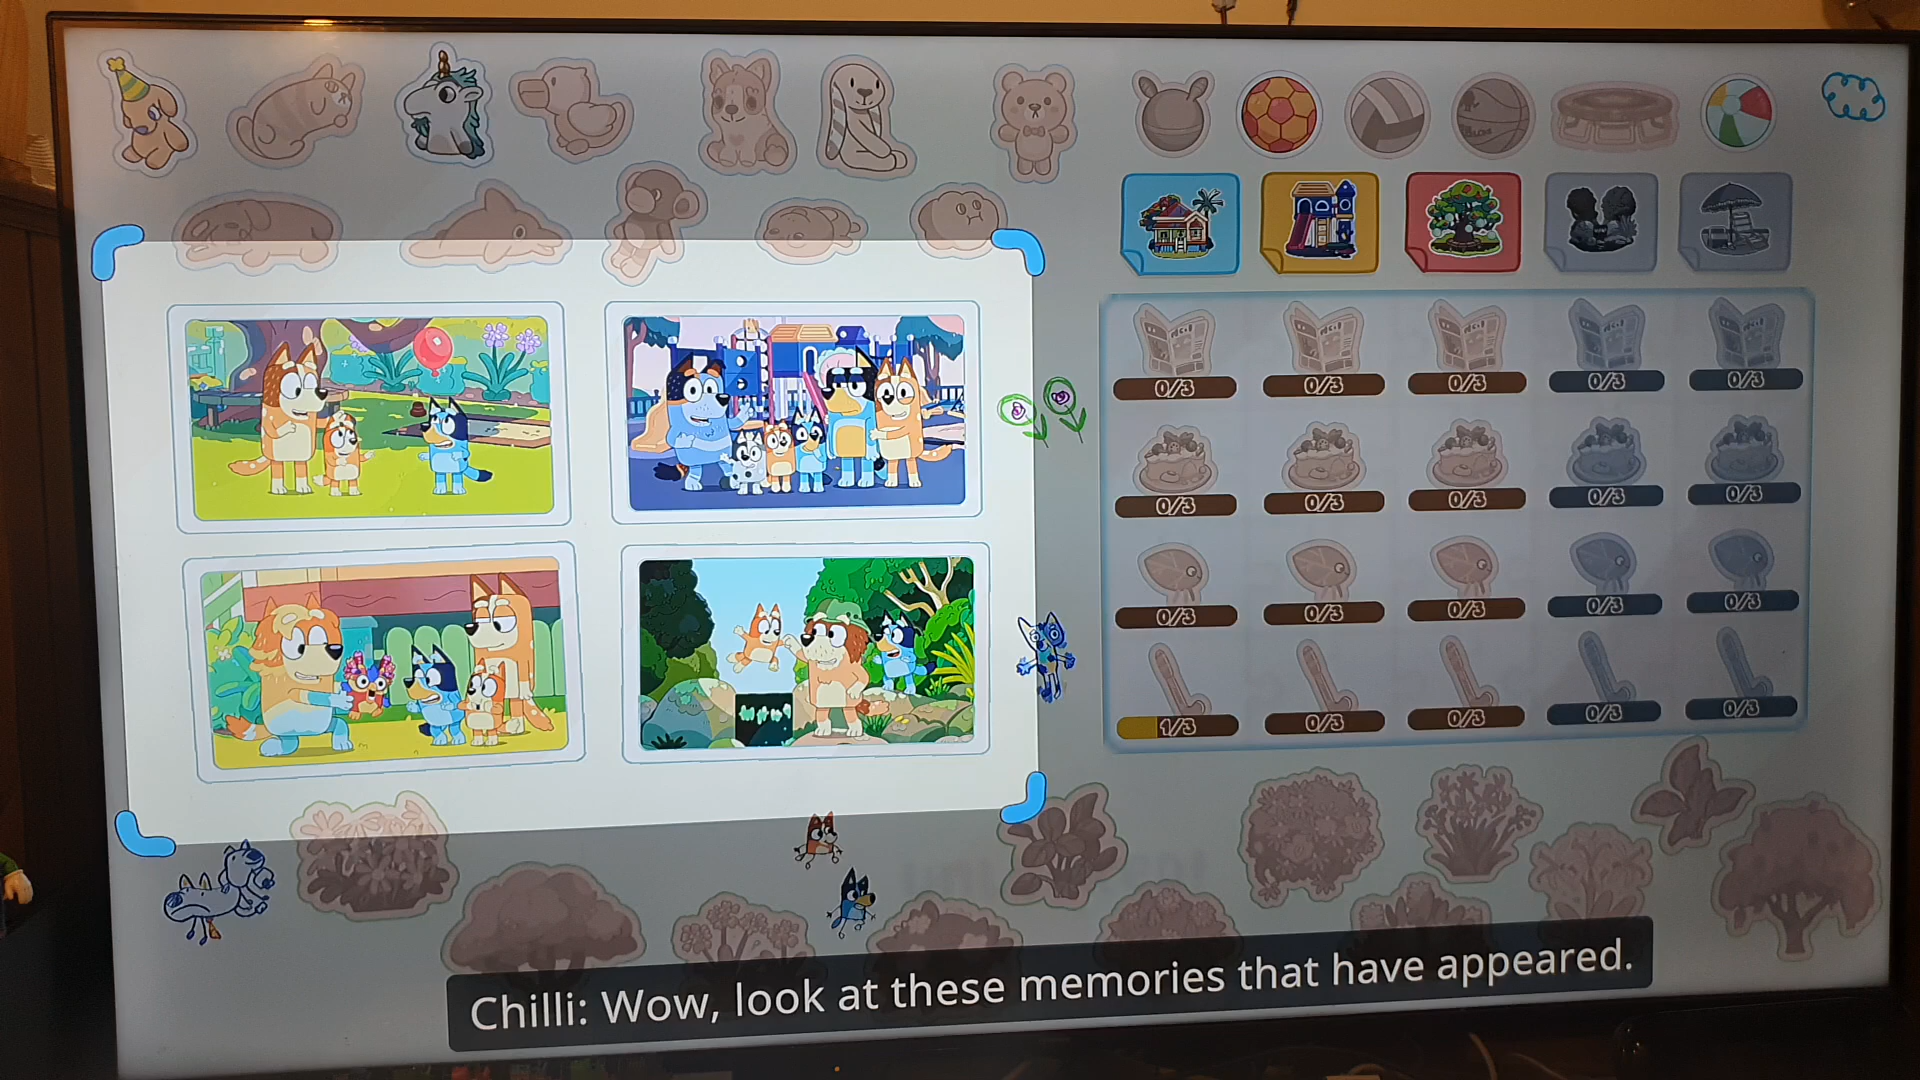 0/3 0/3 0/3 0/3 0/3
0/3 0/3 0/3 0/3 0/3
0/3 0/3 0/3 0/3 0/3
1/3 0/3 0/3 0/3 0/3
Chilli: Wow, look at these memories that have appeared.